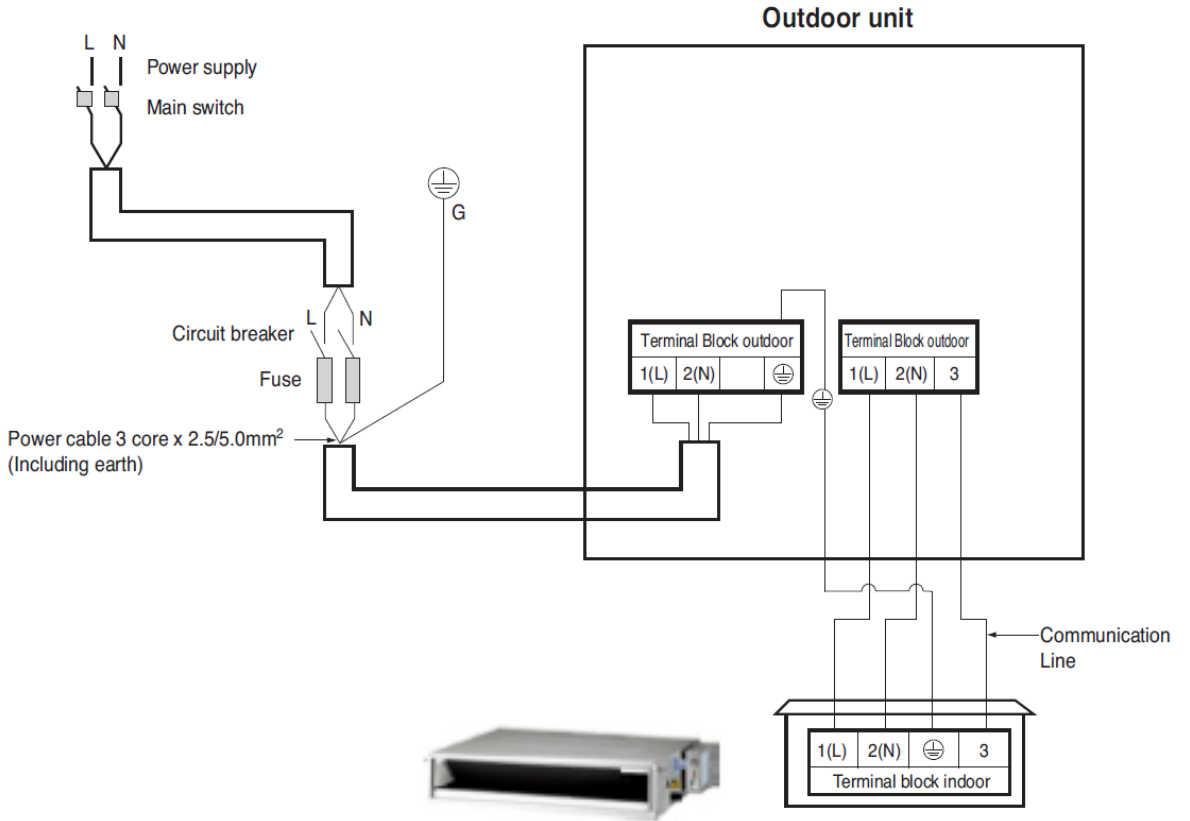 Outdoor unit
L N
Power supply
Main switch
G
L N
Circuit breaker
Fuse
Power cable 3 core x 2.5/5.0mm²
(Including earth)
Terminal Block outdoor
1(L) 2(N)
Terminal Block outdoor
1(L) 2(N) 3
Communication
Line
1(L) 2(N) 3
Terminal block indoor